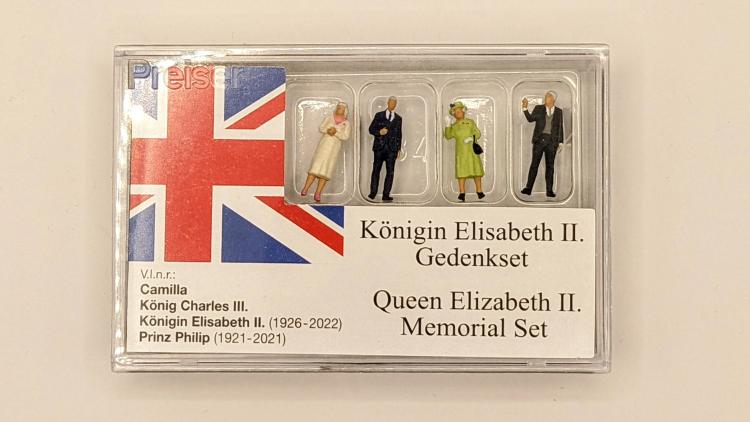 Preiser
Königin Elisabeth II.
Gedenkset
Queen Elizabeth II.
Memorial Set
V.l.n.r.:
Camilla
König Charles III.
Königin Elisabeth II. (1926-2022)
Prinz Philip (1921-2021)